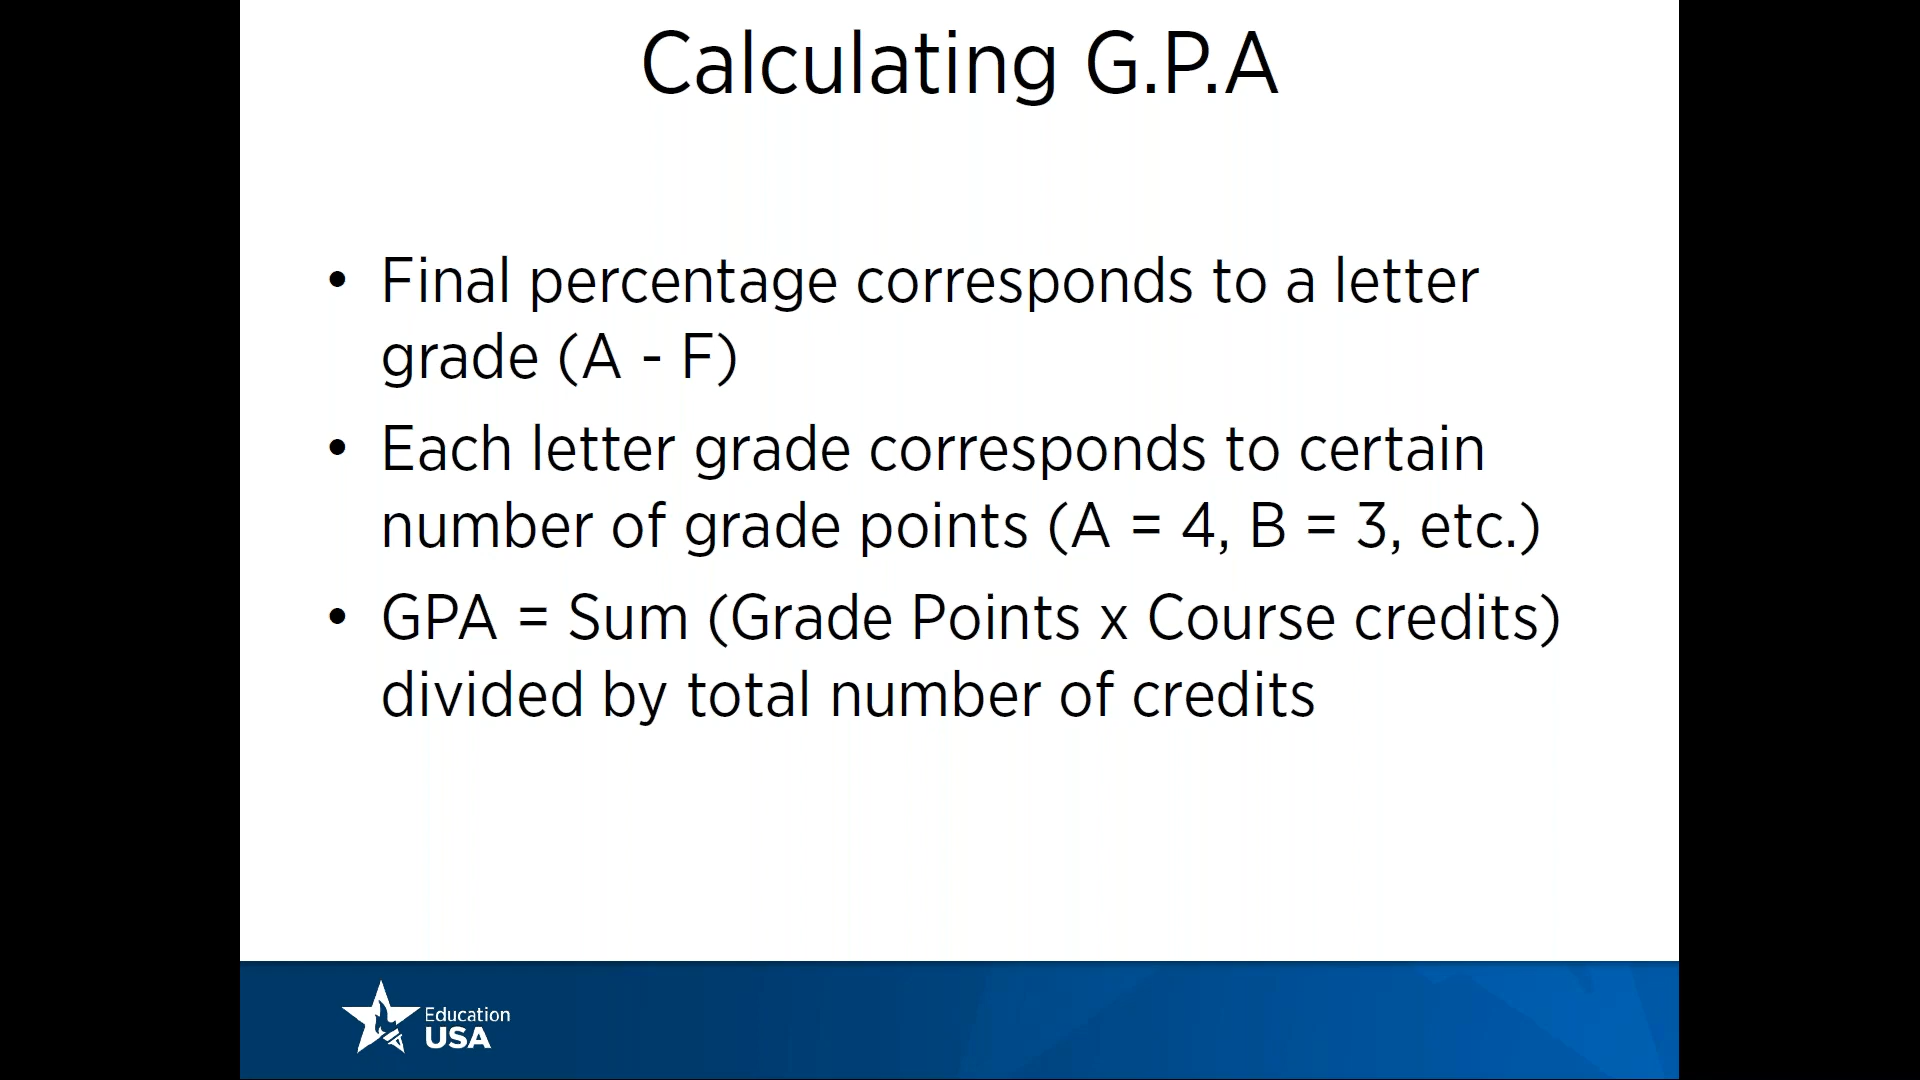 Calculating G.P.A
• Final percentage corresponds to a letter
grade (A - F)
• Each letter grade corresponds to certain
number of grade points (A = 4, B = 3, etc.)
• GPA = Sum (Grade Points x Course credits)
divided by total number of credits
Education
USA